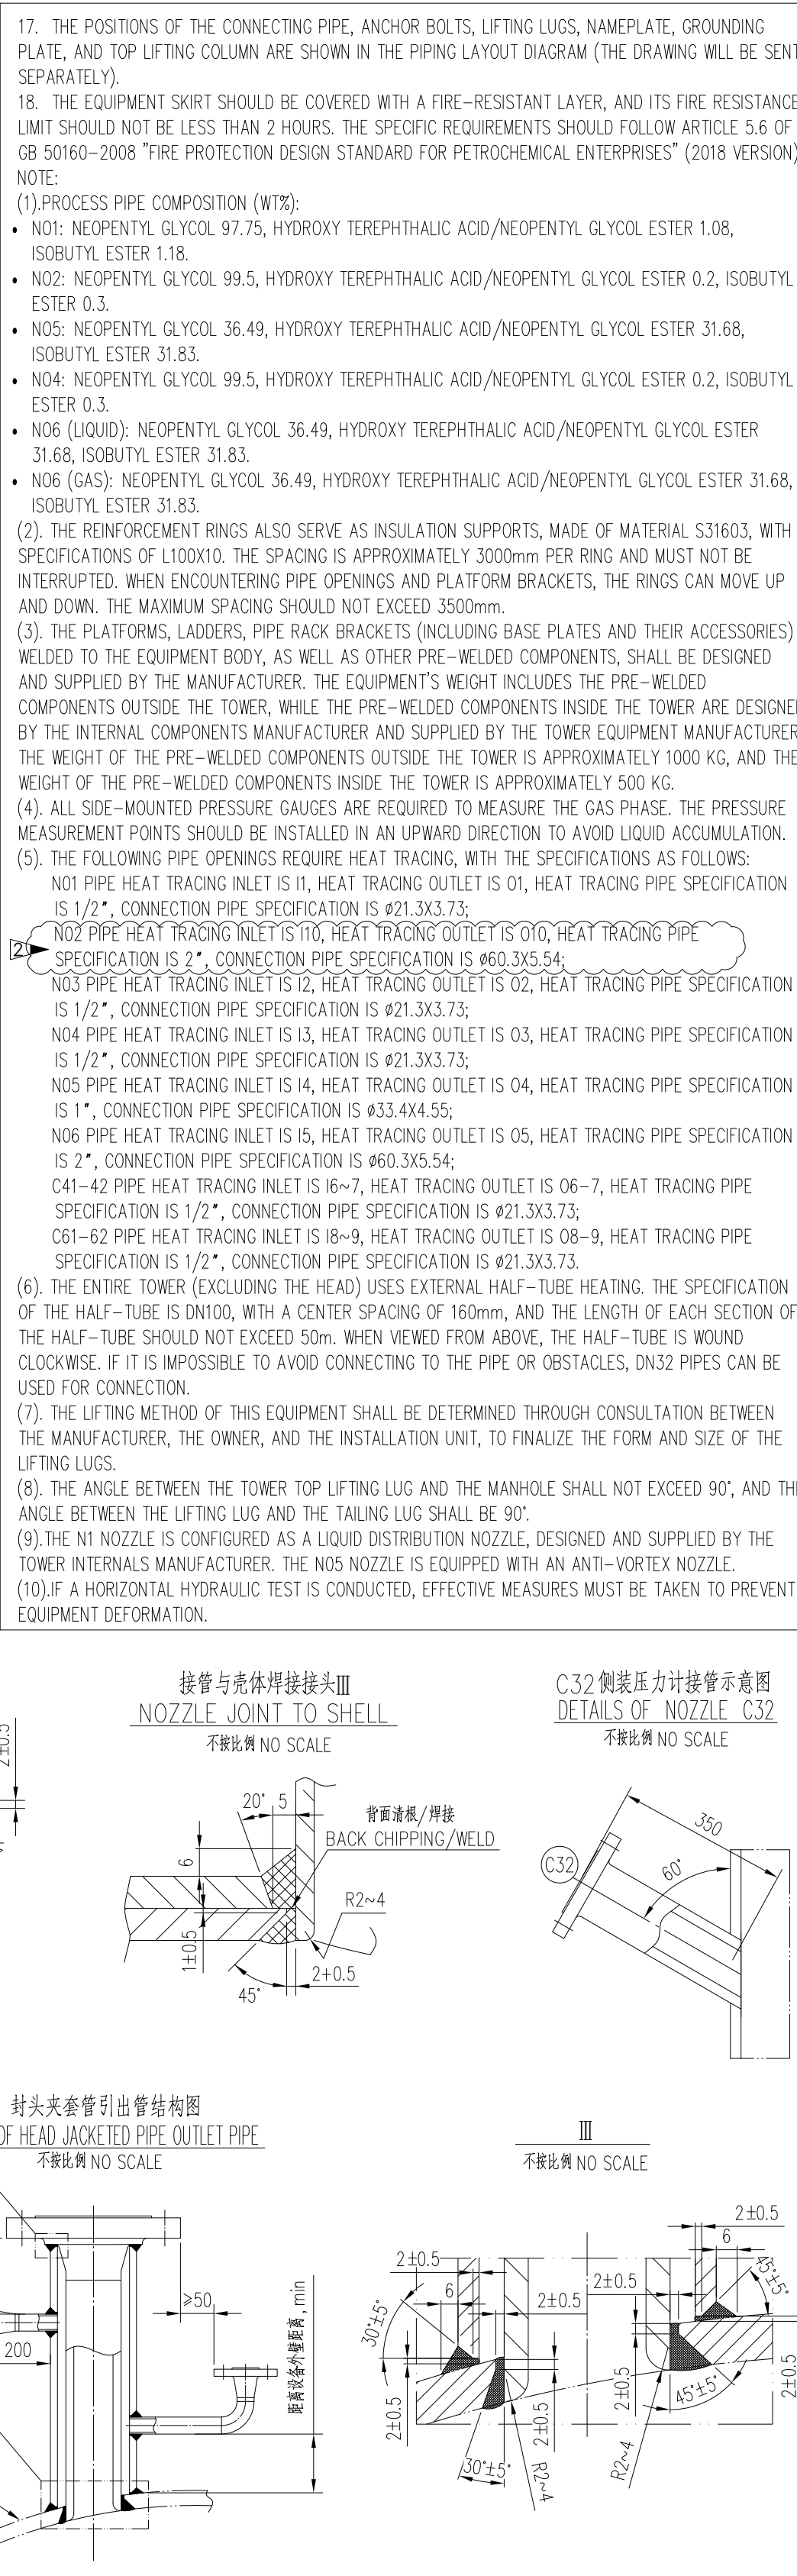 17. THE POSITIONS OF THE CONNECTING PIPE, ANCHOR BOLTS, LIFTING LUGS, NAMEPLATE, GROUNDING
PLATE, AND TOP LIFTING COLUMN ARE SHOWN IN THE PIPING LAYOUT DIAGRAM (THE DRAWING WILL BE SENT
SEPARATELY).
18. THE EQUIPMENT SKIRT SHOULD BE COVERED WITH A FIRE-RESISTANT LAYER, AND ITS FIRE RESISTANCE
LIMIT SHOULD NOT BE LESS THAN 2 HOURS. THE SPECIFIC REQUIREMENTS SHOULD FOLLOW ARTICLE 5.6 OF
GB 50160-2008 "FIRE PROTECTION DESIGN STANDARD FOR PETROCHEMICAL ENTERPRISES" (2018 VERSION)
NOTE:
(1).PROCESS PIPE COMPOSITION (WT%):
• NO1: NEOPENTYL GLYCOL 97.75, HYDROXY TEREPHTHALIC ACID/NEOPENTYL GLYCOL ESTER 1.08,
ISOBUTYL ESTER 1.18.
• NO2: NEOPENTYL GLYCOL 99.5, HYDROXY TEREPHTHALIC ACID/NEOPENTYL GLYCOL ESTER 0.2, ISOBUTYL
ESTER 0.3.
• NO5: NEOPENTYL GLYCOL 36.49, HYDROXY TEREPHTHALIC ACID/NEOPENTYL GLYCOL ESTER 31.68,
ISOBUTYL ESTER 31.83.
• NO4: NEOPENTYL GLYCOL 99.5, HYDROXY TEREPHTHALIC ACID/NEOPENTYL GLYCOL ESTER 0.2, ISOBUTYL
ESTER 0.3.
• NO6 (LIQUID): NEOPENTYL GLYCOL 36.49, HYDROXY TEREPHTHALIC ACID/NEOPENTYL GLYCOL ESTER
31.68, ISOBUTYL ESTER 31.83.
• NO6 (GAS): NEOPENTYL GLYCOL 36.49, HYDROXY TEREPHTHALIC ACID/NEOPENTYL GLYCOL ESTER 31.68,
ISOBUTYL ESTER 31.83.
(2). THE REINFORCEMENT RINGS ALSO SERVE AS INSULATION SUPPORTS, MADE OF MATERIAL S31603, WITH
SPECIFICATIONS OF L100X10. THE SPACING IS APPROXIMATELY 3000mm PER RING AND MUST NOT BE
INTERRUPTED. WHEN ENCOUNTERING PIPE OPENINGS AND PLATFORM BRACKETS, THE RINGS CAN MOVE UP
AND DOWN. THE MAXIMUM SPACING SHOULD NOT EXCEED 3500mm.
(3). THE PLATFORMS, LADDERS, PIPE RACK BRACKETS (INCLUDING BASE PLATES AND THEIR ACCESSORIES)
WELDED TO THE EQUIPMENT BODY, AS WELL AS OTHER PRE-WELDED COMPONENTS, SHALL BE DESIGNED
AND SUPPLIED BY THE MANUFACTURER. THE EQUIPMENT'S WEIGHT INCLUDES THE PRE-WELDED
COMPONENTS OUTSIDE THE TOWER, WHILE THE PRE-WELDED COMPONENTS INSIDE THE TOWER ARE DESIGNED
BY THE INTERNAL COMPONENTS MANUFACTURER AND SUPPLIED BY THE TOWER EQUIPMENT MANUFACTURER
THE WEIGHT OF THE PRE-WELDED COMPONENTS OUTSIDE THE TOWER IS APPROXIMATELY 1000 KG, AND THE
WEIGHT OF THE PRE-WELDED COMPONENTS INSIDE THE TOWER IS APPROXIMATELY 500 KG.
(4). ALL SIDE-MOUNTED PRESSURE GAUGES ARE REQUIRED TO MEASURE THE GAS PHASE. THE PRESSURE
MEASUREMENT POINTS SHOULD BE INSTALLED IN AN UPWARD DIRECTION TO AVOID LIQUID ACCUMULATION.
(5). THE FOLLOWING PIPE OPENINGS REQUIRE HEAT TRACING, WITH THE SPECIFICATIONS AS FOLLOWS:
N01 PIPE HEAT TRACING INLET IS I1, HEAT TRACING OUTLET IS O1, HEAT TRACING PIPE SPECIFICATION
IS 1/2", CONNECTION PIPE SPECIFICATION IS ø21.3X3.73;
N02 PIPE HEAT TRACING INLET IS I10, HEAT TRACING OUTLET IS O10, HEAT TRACING PIPE
2
SPECIFICATION IS 2", CONNECTION PIPE SPECIFICATION IS ø60.3X5.54;
N03 PIPE HEAT TRACING INLET IS I2, HEAT TRACING OUTLET IS O2, HEAT TRACING PIPE SPECIFICATION
IS 1/2", CONNECTION PIPE SPECIFICATION IS ø21.3X3.73;
N04 PIPE HEAT TRACING INLET IS I3, HEAT TRACING OUTLET IS O3, HEAT TRACING PIPE SPECIFICATION
IS 1/2", CONNECTION PIPE SPECIFICATION IS ø21.3X3.73;
N05 PIPE HEAT TRACING INLET IS I4, HEAT TRACING OUTLET IS O4, HEAT TRACING PIPE SPECIFICATION
IS 1", CONNECTION PIPE SPECIFICATION IS ø33.4X4.55;
N06 PIPE HEAT TRACING INLET IS I5, HEAT TRACING OUTLET IS O5, HEAT TRACING PIPE SPECIFICATION
IS 2", CONNECTION PIPE SPECIFICATION IS ø60.3X5.54;
C41-42 PIPE HEAT TRACING INLET IS I6~7, HEAT TRACING OUTLET IS O6-7, HEAT TRACING PIPE
SPECIFICATION IS 1/2", CONNECTION PIPE SPECIFICATION IS ø21.3X3.73;
C61-62 PIPE HEAT TRACING INLET IS I8~9, HEAT TRACING OUTLET IS O8-9, HEAT TRACING PIPE
SPECIFICATION IS 1/2", CONNECTION PIPE SPECIFICATION IS ø21.3X3.73.
(6). THE ENTIRE TOWER (EXCLUDING THE HEAD) USES EXTERNAL HALF-TUBE HEATING. THE SPECIFICATION
OF THE HALF-TUBE IS DN100, WITH A CENTER SPACING OF 160mm, AND THE LENGTH OF EACH SECTION OF
THE HALF-TUBE SHOULD NOT EXCEED 50m. WHEN VIEWED FROM ABOVE, THE HALF-TUBE IS WOUND
CLOCKWISE. IF IT IS IMPOSSIBLE TO AVOID CONNECTING TO THE PIPE OR OBSTACLES, DN32 PIPES CAN BE
USED FOR CONNECTION.
(7). THE LIFTING METHOD OF THIS EQUIPMENT SHALL BE DETERMINED THROUGH CONSULTATION BETWEEN
THE MANUFACTURER, THE OWNER, AND THE INSTALLATION UNIT, TO FINALIZE THE FORM AND SIZE OF THE
LIFTING LUGS.
(8). THE ANGLE BETWEEN THE TOWER TOP LIFTING LUG AND THE MANHOLE SHALL NOT EXCEED 90°, AND THE
ANGLE BETWEEN THE LIFTING LUG AND THE TAILING LUG SHALL BE 90°.
(9).THE N1 NOZZLE IS CONFIGURED AS A LIQUID DISTRIBUTION NOZZLE, DESIGNED AND SUPPLIED BY THE
TOWER INTERNALS MANUFACTURER. THE N05 NOZZLE IS EQUIPPED WITH AN ANTI-VORTEX NOZZLE.
(10).IF A HORIZONTAL HYDRAULIC TEST IS CONDUCTED, EFFECTIVE MEASURES MUST BE TAKEN TO PREVENT
EQUIPMENT DEFORMATION.
2±0.5
接管与壳体焊接接头Ⅲ
NOZZLE JOINT TO SHELL
不按比例 NO SCALE
20°
5
背面清根/焊接
BACK CHIPPING/WELD
6
R2~4
1±0.5
2+0.5
45°
C32侧装压力计接管示意图
DETAILS OF NOZZLE C32
不按比例 NO SCALE
350
60°
C32
封头夹套管引出管结构图
OF HEAD JACKETED PIPE OUTLET PIPE
不按比例 NO SCALE
≥50
200
距离设备外壁距离,min
Ⅲ
不按比例 NO SCALE
2±0.5
6
45°±5°
2±0.5
6
2±0.5
2±0.5
30°±5°
2±0.5
2±0.5
2±0.5
2±0.5
45°±5°
30°±5°
R2~4
R2~4